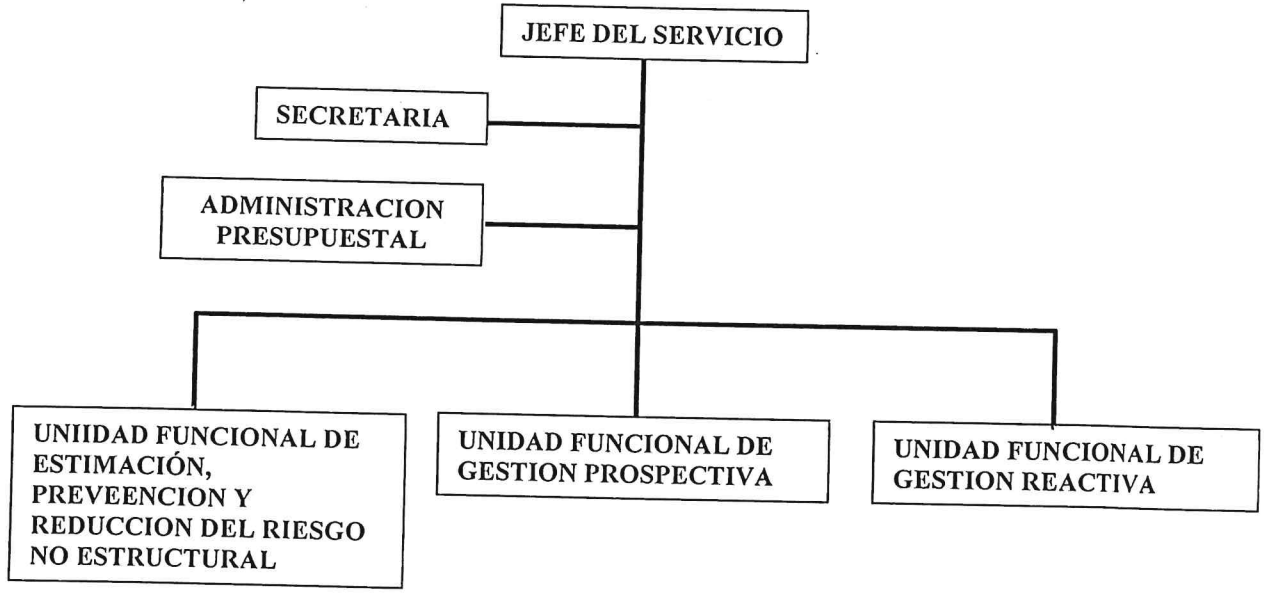 JEFE DEL SERVICIO
SECRETARIA
ADMINISTRACION
PRESUPUESTAL
UNIIDAD FUNCIONAL DE
ESTIMACIÓN,
PREVEENCION Y
REDUCCION DEL RIESGO
NO ESTRUCTURAL
UNIDAD FUNCIONAL DE
GESTION PROSPECTIVA
UNIDAD FUNCIONAL DE
GESTION REACTIVA